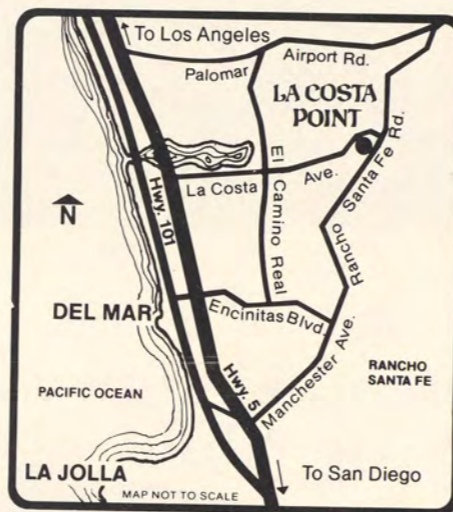 To Los Angeles
Airport Rd.
Palomar
LA COSTA
POINT
El Camino Real
La Costa Ave.
Rancho Santa Fe Rd.
Hwy. 101
N
DEL MAR
Encinitas Blvd.
Hwy. 5
Manchester Ave.
RANCHO
SANTA FE
PACIFIC OCEAN
LA JOLLA
To San Diego
MAP NOT TO SCALE